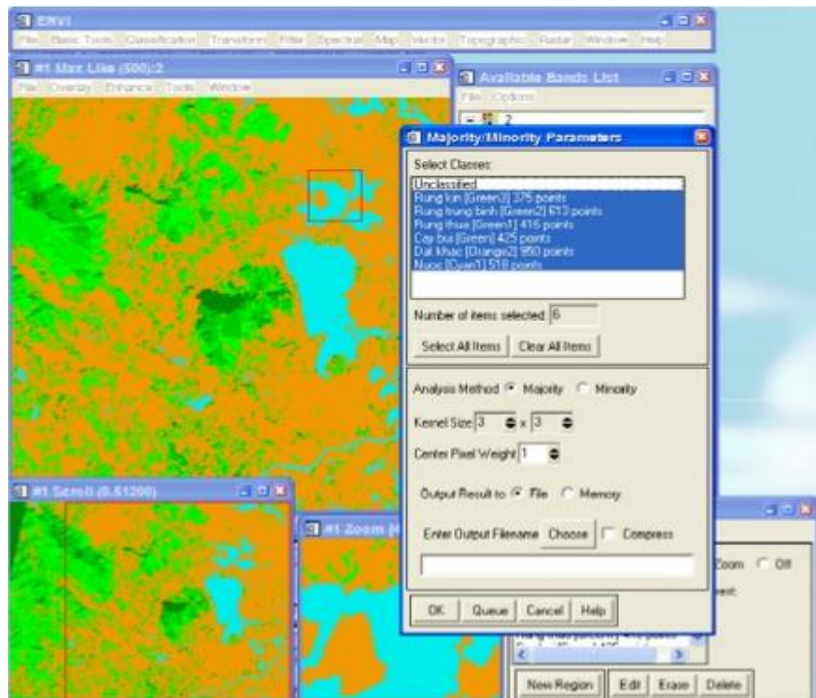 ENVI
File Basic Tools Classification Transform Filter Spectral Map Vector Topographic Radar Window Help
#1 Max Like (500):2
File Overlay Enhance Tools Window
Available Bands List
File Options
2
Majority/Minority Parameters
Select Classes:
Unclassified
Rung kin [Green3] 375 points
Rung trung binh [Green2] 613 points
Rung thua [Green1] 416 points
Cay bui [Green] 425 points
Dat khac [Orange2] 950 points
Nuoc [Cyan1] 518 points
Number of items selected: 6
Select All Items Clear All Items
Analysis Method Majority Minority
Kernel Size 3 x 3
Center Pixel Weight 1
Output Result to File Memory
Enter Output Filename Choose Compress
OK Queue Cancel Help
#1 Scroll (0.51200)
#1 Zoom
Zoom Off
New Region Edit Erase Delete